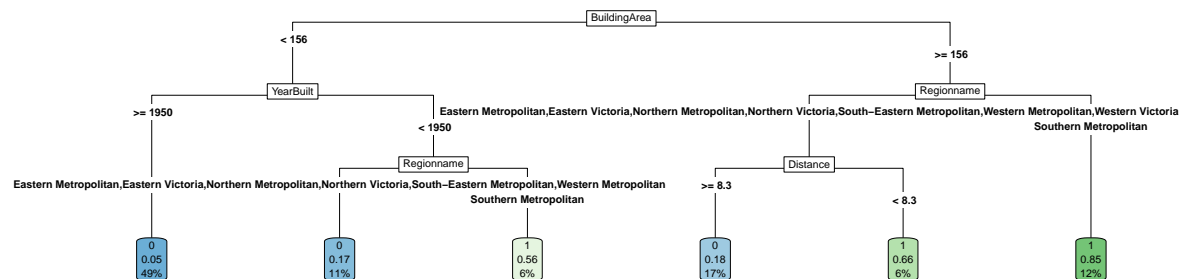 BuildingArea
< 156
>= 156
YearBuilt
Regionname
>= 1950
Eastern Metropolitan,Eastern Victoria,Northern Metropolitan,Northern Victoria,South−Eastern Metropolitan,Western Metropolitan,Western Victoria
< 1950
Southern Metropolitan
Regionname
Distance
Eastern Metropolitan,Eastern Victoria,Northern Metropolitan,Northern Victoria,South−Eastern Metropolitan,Western Metropolitan
>= 8.3
Southern Metropolitan
< 8.3
0
0.05
49%
0
0.17
11%
1
0.56
6%
0
0.18
17%
1
0.66
6%
1
0.85
12%